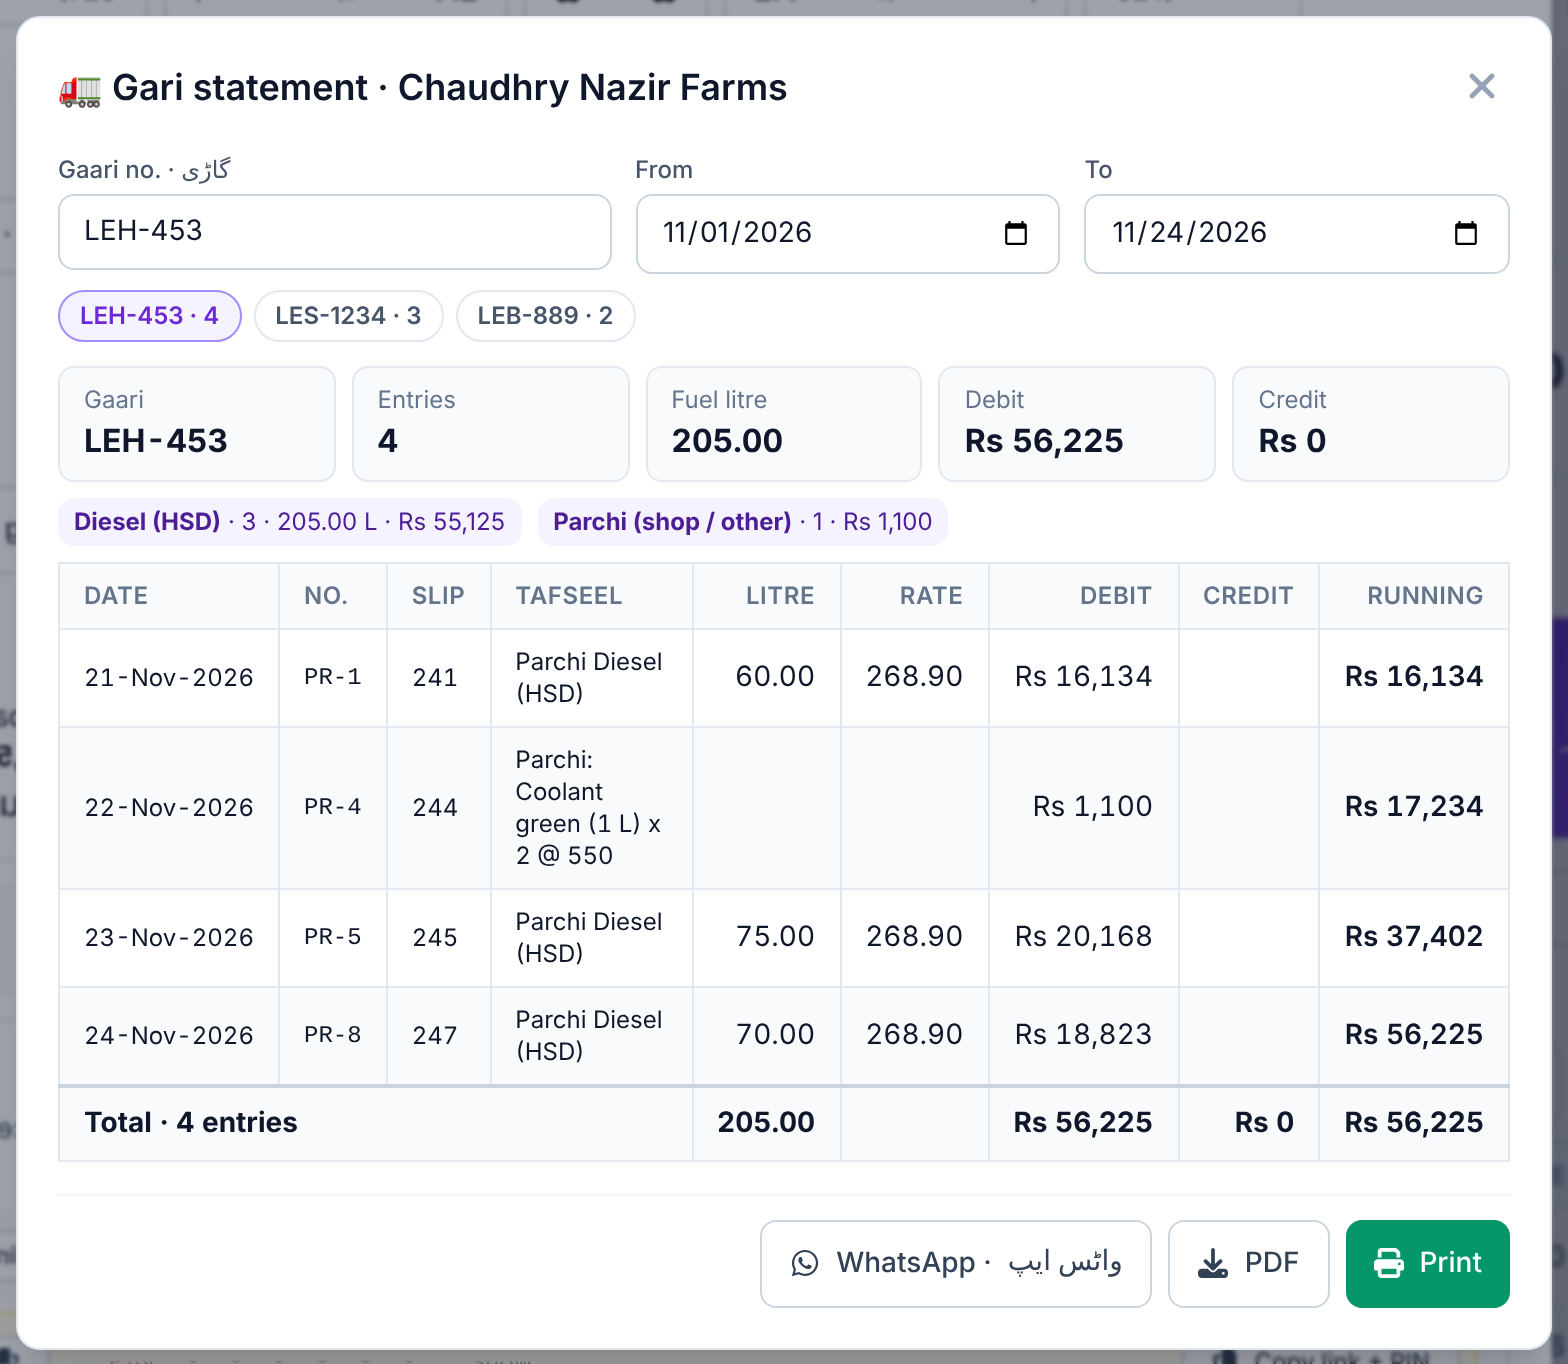 Gari statement · Chaudhry Nazir Farms
Gaari no. · گاڑی
From
To
LEH-453
11/01/2026
11/24/2026
LEH-453 · 4
LES-1234 · 3
LEB-889 · 2
Gaari
LEH-453
Entries
4
Fuel litre
205.00
Debit
Rs 56,225
Credit
Rs 0
Diesel (HSD) · 3 · 205.00 L · Rs 55,125
Parchi (shop / other) · 1 · Rs 1,100
DATE NO. SLIP TAFSEEL LITRE RATE DEBIT CREDIT RUNNING
21-Nov-2026 PR-1 241 Parchi Diesel (HSD) 60.00 268.90 Rs 16,134 Rs 16,134
22-Nov-2026 PR-4 244 Parchi: Coolant green (1 L) x 2 @ 550 Rs 1,100 Rs 17,234
23-Nov-2026 PR-5 245 Parchi Diesel (HSD) 75.00 268.90 Rs 20,168 Rs 37,402
24-Nov-2026 PR-8 247 Parchi Diesel (HSD) 70.00 268.90 Rs 18,823 Rs 56,225
Total · 4 entries 205.00 Rs 56,225 Rs 0 Rs 56,225
WhatsApp · واٹس ایپ
PDF
Print